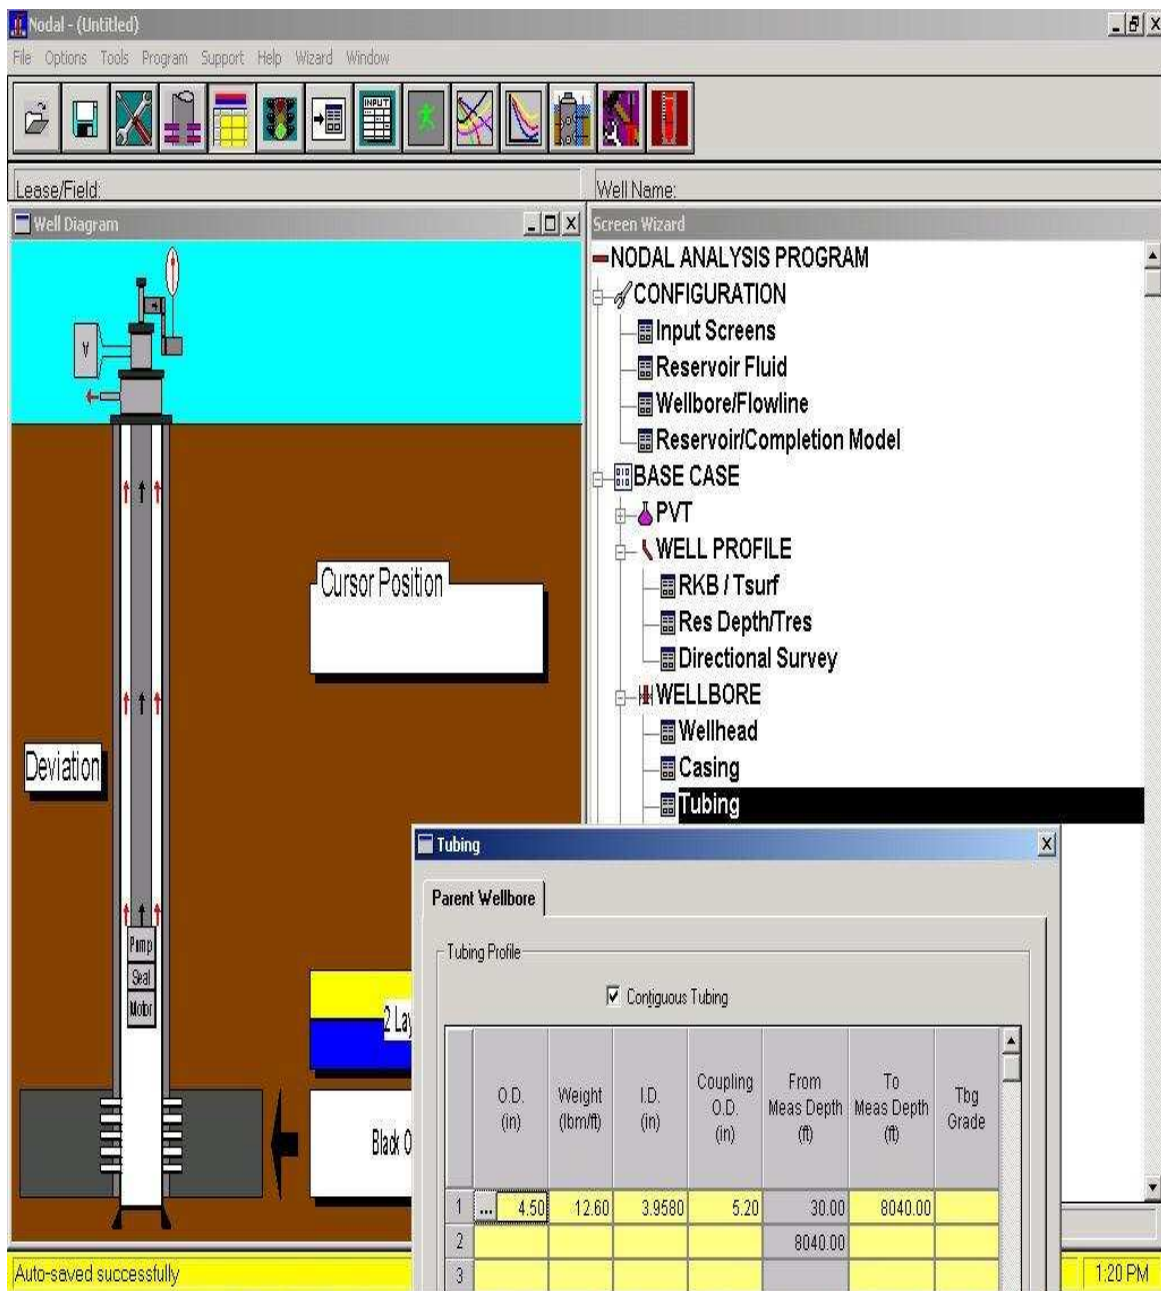 Nodal - (Untitled)
File Options Tools Program Support Help Wizard Window
INPUT
Lease/Field:
Well Name:
Well Diagram
Screen Wizard
NODAL ANALYSIS PROGRAM
CONFIGURATION
Input Screens
Reservoir Fluid
Wellbore/Flowline
Reservoir/Completion Model
BASE CASE
PVT
WELL PROFILE
RKB / Tsurf
Res Depth/Tres
Directional Survey
WELLBORE
Wellhead
Casing
Tubing
Cursor Position
Deviation
Pump
Seal
Motor
2 Lay
Black O
Tubing
Parent Wellbore
Tubing Profile
Contiguous Tubing
O.D. (in) Weight (lbm/ft) I.D. (in) Coupling O.D. (in) From Meas Depth (ft) To Meas Depth (ft) Tbg Grade
1 ... 4.50 12.60 3.9580 5.20 30.00 8040.00
2 8040.00
3
Auto-saved successfully
1:20 PM